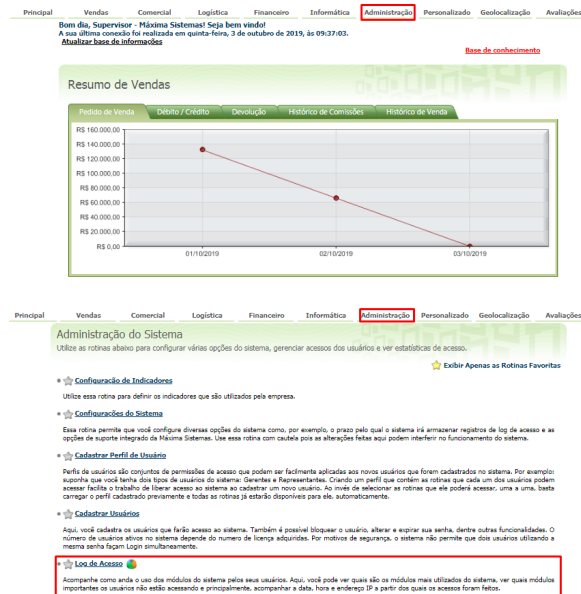 Principal Vendas Comercial Logística Financeiro Informática Administração Personalizado Geolocalização Avaliações
Bom dia, Supervisor - Máxima Sistemas! Seja bem vindo!
A sua última conexão foi realizada em quinta-feira, 3 de outubro de 2019, às 09:37:03.
Atualizar base de informações
Base de conhecimento
Resumo de Vendas
Pedido de Venda Débito / Crédito Devolução Histórico de Comissões Histórico de Venda
R$ 160.000,00
R$ 140.000,00
R$ 120.000,00
R$ 100.000,00
R$ 80.000,00
R$ 60.000,00
R$ 40.000,00
R$ 20.000,00
R$ 0,00
01/10/2019 02/10/2019 03/10/2019
Principal Vendas Comercial Logística Financeiro Informática Administração Personalizado Geolocalização Avaliações
Administração do Sistema
Utilize as rotinas abaixo para configurar várias opções do sistema, gerenciar acessos dos usuários e ver estatísticas de acesso.
Exibir Apenas as Rotinas Favoritas
Configuração de Indicadores
Utilize essa rotina para definir os indicadores que são utilizados pela empresa.
Configurações do Sistema
Essa rotina permite que você configure diversas opções do sistema como, por exemplo, o prazo pelo qual o sistema irá armazenar registros de log de acesso e as
opções de suporte integrado da Máxima Sistemas. Use essa rotina com cautela pois as alterações feitas aqui podem interferir no funcionamento do sistema.
Cadastrar Perfil de Usuário
Perfis de usuários são conjuntos de permissões de acesso que podem ser facilmente aplicadas aos novos usuários que forem cadastrados no sistema. Por exemplo:
suponha que você tenha dois tipos de usuários do sistema: Gerentes e Representantes. Criando um perfil que contém as rotinas que cada um dos usuários podem
acessar facilita o trabalho de liberar acesso ao sistema ao cadastrar um novo usuário. Ao invés de selecionar as rotinas que ele poderá acessar, uma a uma, basta
carregar o perfil cadastrado previamente e todas as rotinas já estarão disponíveis para ele, automaticamente.
Cadastrar Usuários
Aqui, você cadastra os usuários que farão acesso ao sistema. Também é possível bloquear o usuário, alterar e expirar sua senha, dentre outras funcionalidades. O
número de usuários ativos no sistema depende do numero de licença adquiridas. Por motivos de segurança, o sistema não permite que dois usuários utilizando a
mesma senha façam Login simultaneamente.
Log de Acesso
Acompanhe como anda o uso dos módulos do sistema pelos seus usuários. Aqui, você pode ver quais são os módulos mais utilizados do sistema, ver quais módulos
importantes os usuários não estão acessando e principalmente, acompanhar a data, hora e endereço IP a partir dos quais os acessos foram feitos.